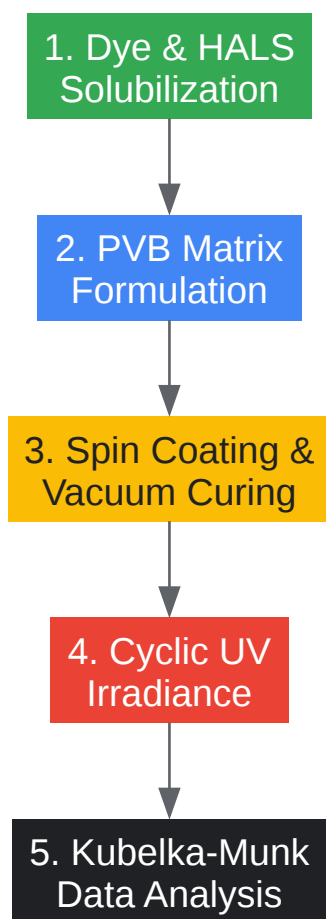 1. Dye & HALS
Solubilization
2. PVB Matrix
Formulation
3. Spin Coating &
Vacuum Curing
4. Cyclic UV
Irradiance
5. Kubelka-Munk
Data Analysis